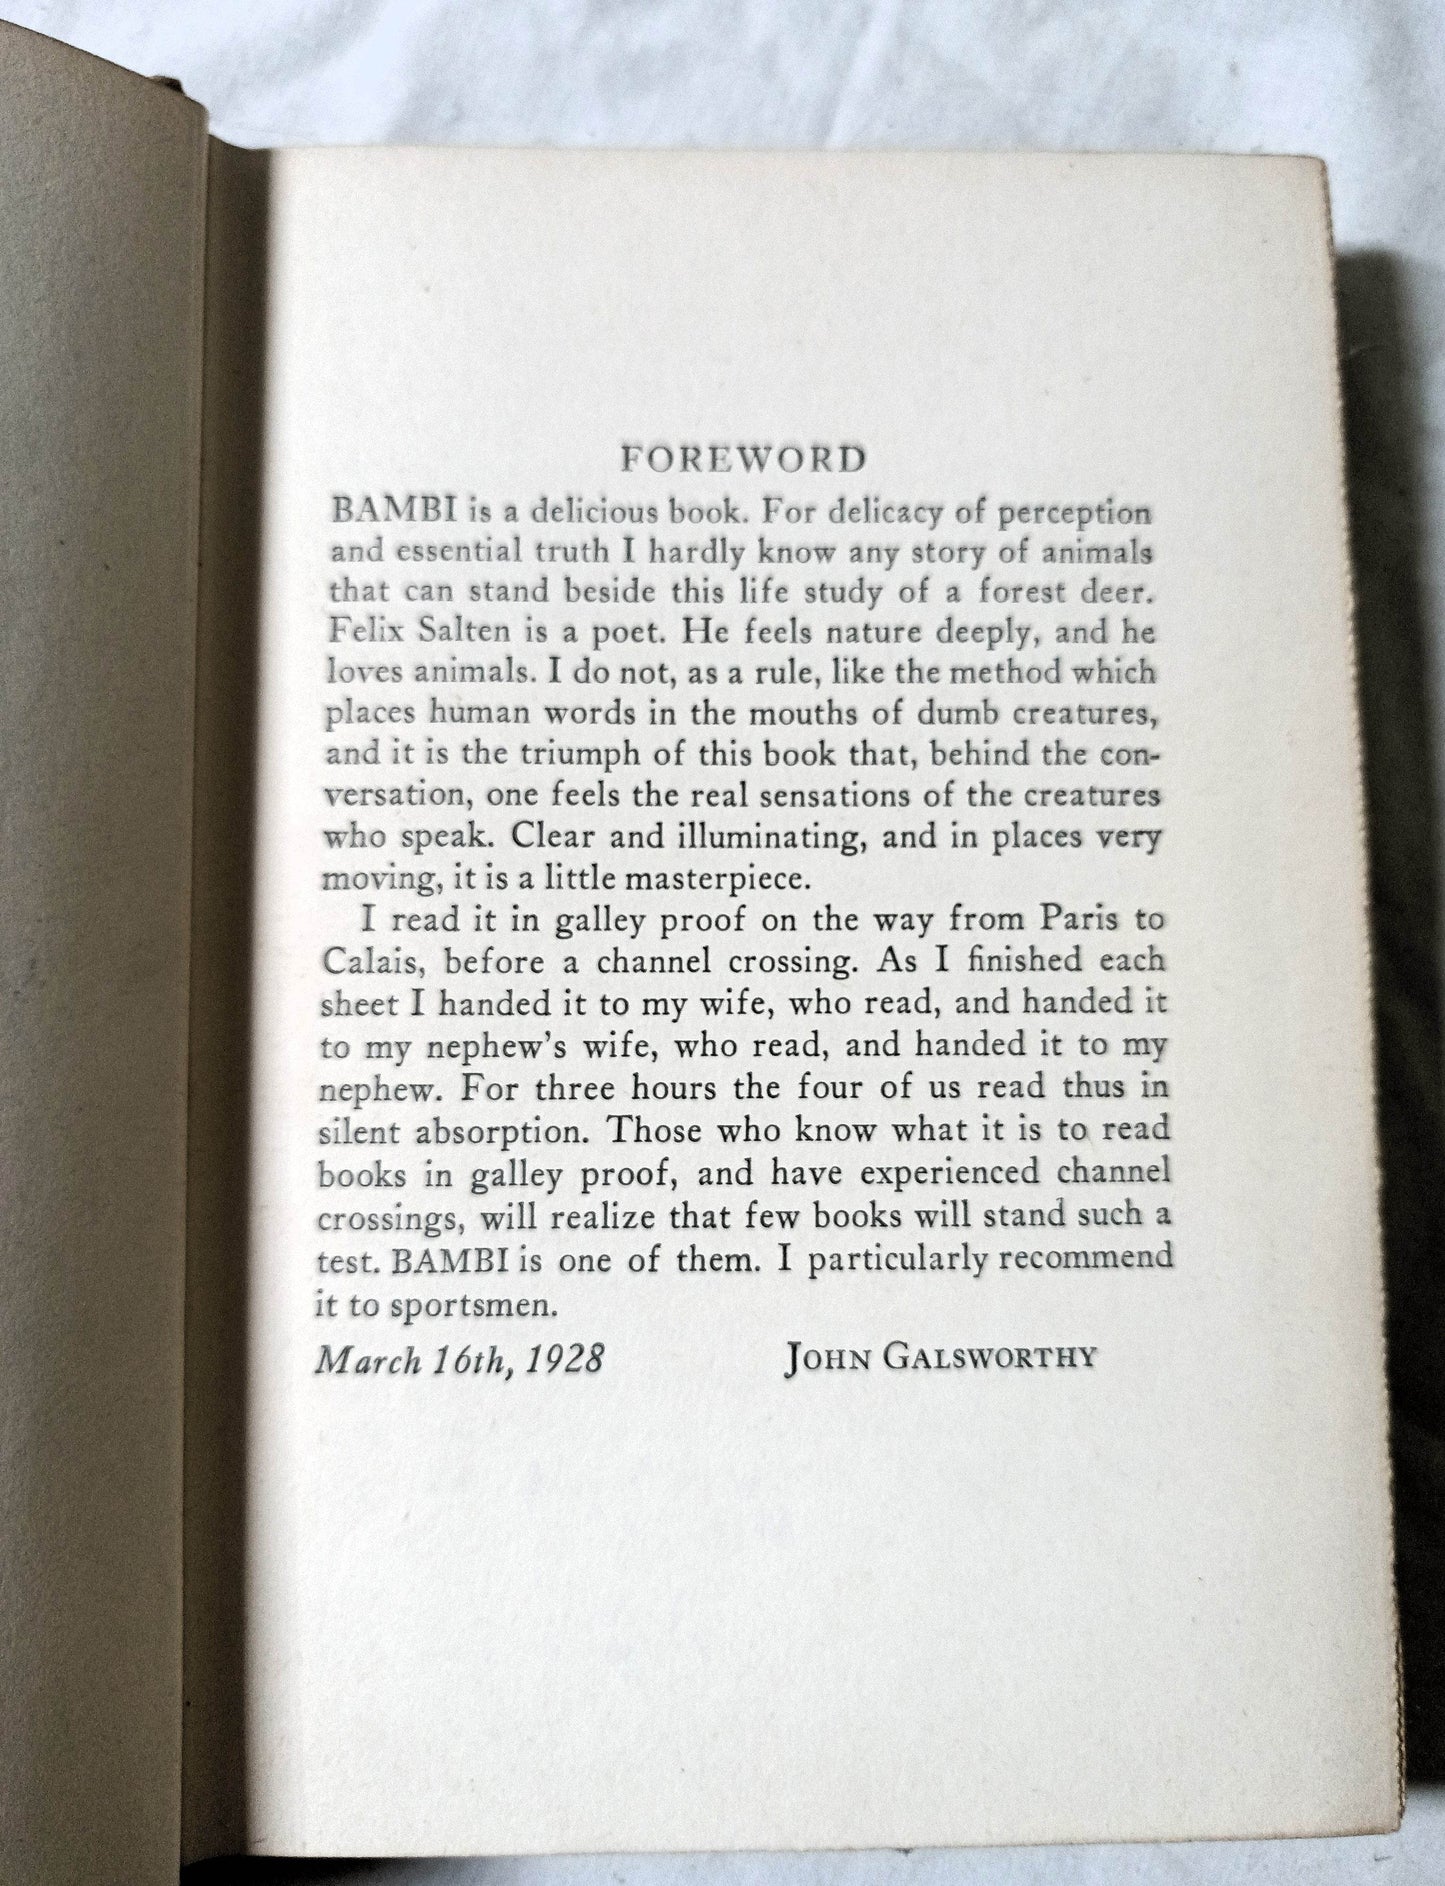 FOREWORD
BAMBI is a delicious book. For delicacy of perception
and essential truth I hardly know any story of animals
that can stand beside this life study of a forest deer.
Felix Salten is a poet. He feels nature deeply, and he
loves animals. I do not, as a rule, like the method which
places human words in the mouths of dumb creatures,
and it is the triumph of this book that, behind the con-
versation, one feels the real sensations of the creatures
who speak. Clear and illuminating, and in places very
moving, it is a little masterpiece.
I read it in galley proof on the way from Paris to
Calais, before a channel crossing. As I finished each
sheet I handed it to my wife, who read, and handed it
to my nephew's wife, who read, and handed it to my
nephew. For three hours the four of us read thus in
silent absorption. Those who know what it is to read
books in galley proof, and have experienced channel
crossings, will realize that few books will stand such a
test. BAMBI is one of them. I particularly recommend
it to sportsmen.
March 16th, 1928 JOHN GALSWORTHY